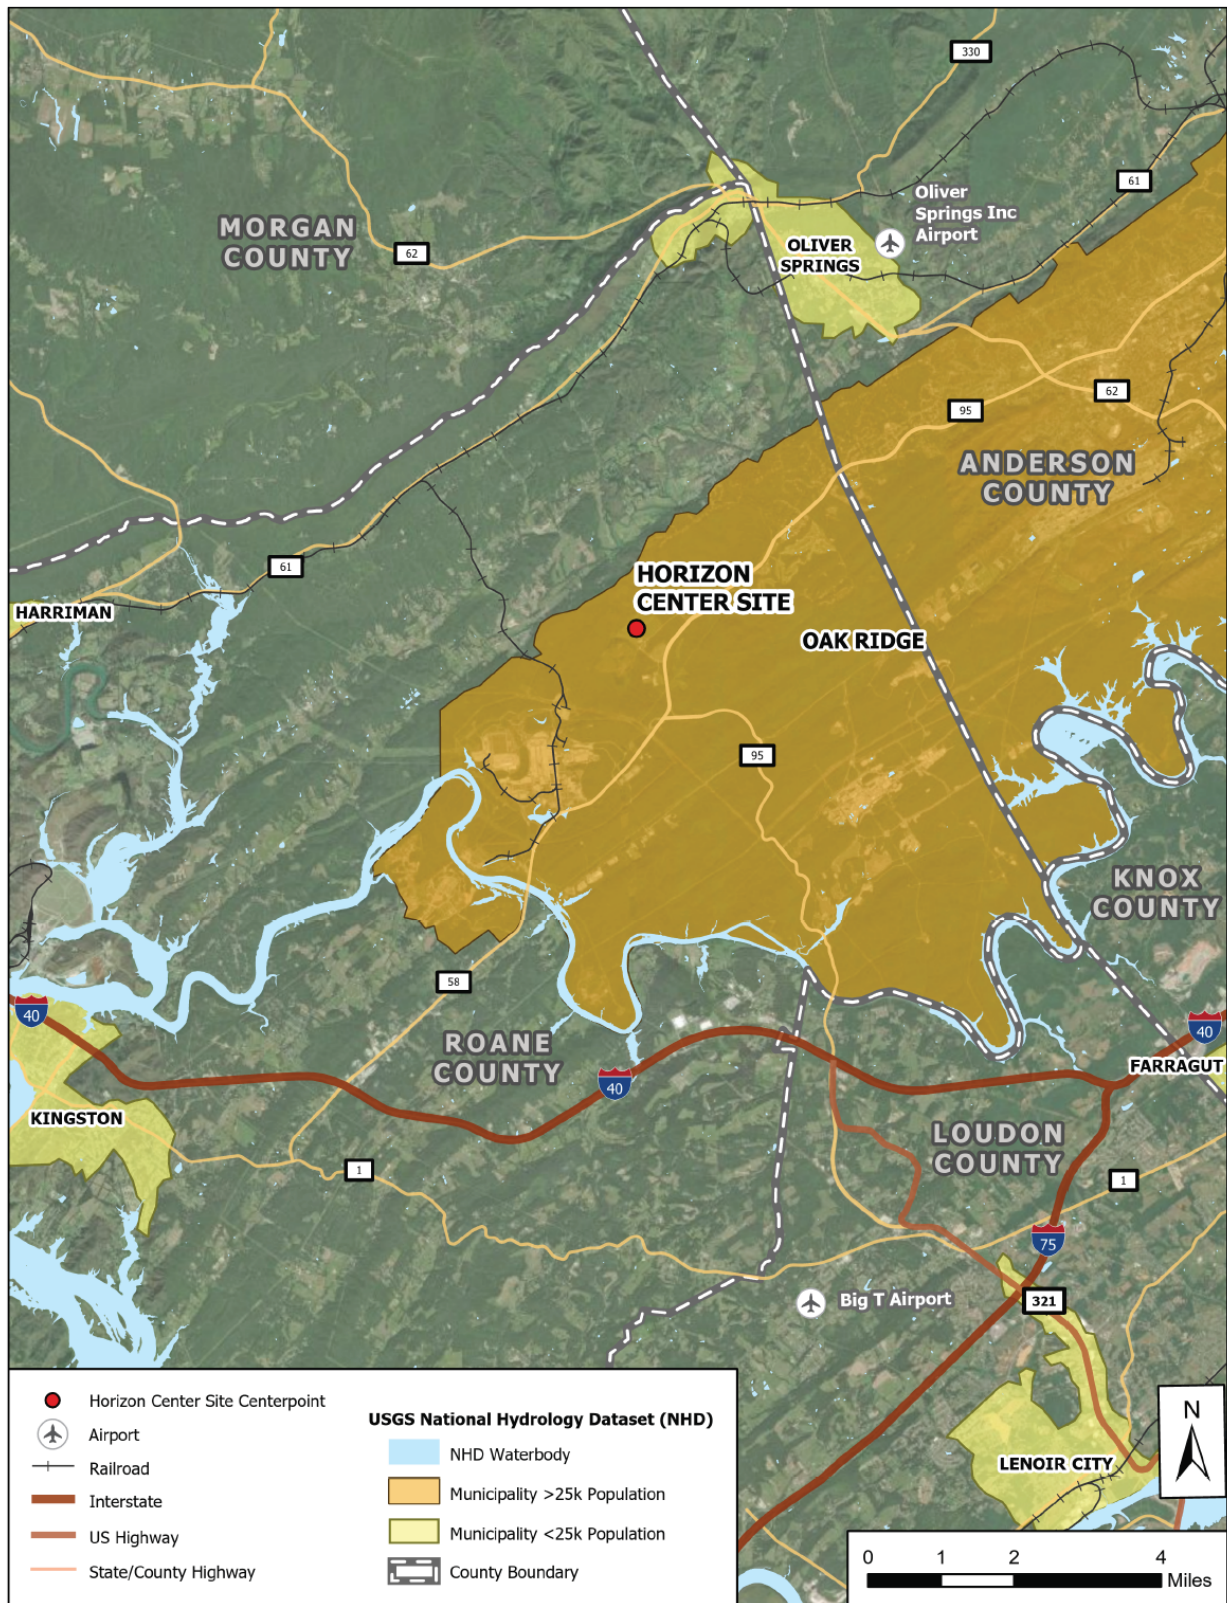 330
61
Oliver
Springs Inc
Airport
MORGAN
COUNTY
62
OLIVER
SPRINGS
62
95
ANDERSON
COUNTY
61
HORIZON
CENTER SITE
HARRIMAN
OAK RIDGE
95
KNOX
COUNTY
58
40
40
ROANE
COUNTY
40
FARRAGUT
KINGSTON
LOUDON
COUNTY
1
1
75
Big T Airport
321
LENOIR CITY
N
Horizon Center Site Centerpoint
Airport
Railroad
Interstate
US Highway
State/County Highway
USGS National Hydrology Dataset (NHD)
NHD Waterbody
Municipality >25k Population
Municipality <25k Population
County Boundary
0 1 2 4
Miles